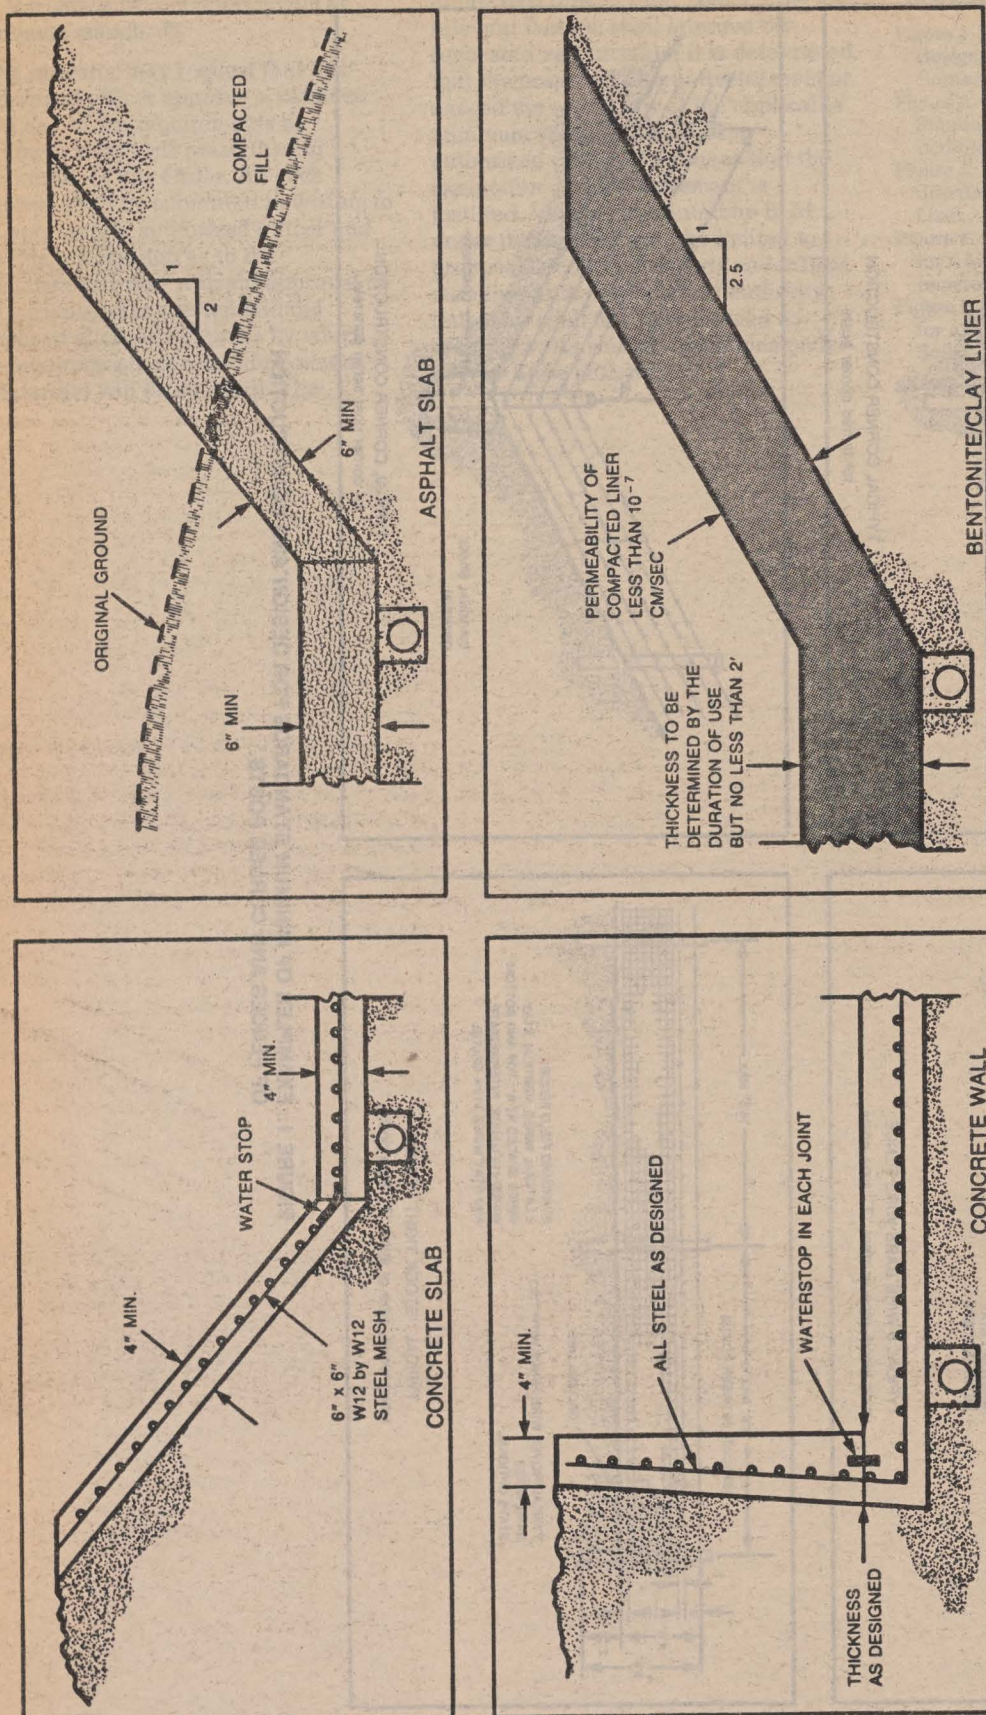 4" MIN.
WATER STOP
4" MIN.
6" x 6"
W12 by W12
STEEL MESH
CONCRETE SLAB
ORIGINAL GROUND
6" MIN
COMPACTED
FILL
1
2
6" MIN
ASPHALT SLAB
4" MIN.
ALL STEEL AS DESIGNED
WATERSTOP IN EACH JOINT
THICKNESS
AS DESIGNED
CONCRETE WALL
PERMEABILITY OF
COMPACTED LINER
LESS THAN 10⁻⁷
CM/SEC
THICKNESS TO BE
DETERMINED BY THE
DURATION OF USE
BUT NO LESS THAN 2'
1
2.5
BENTONITE/CLAY LINER